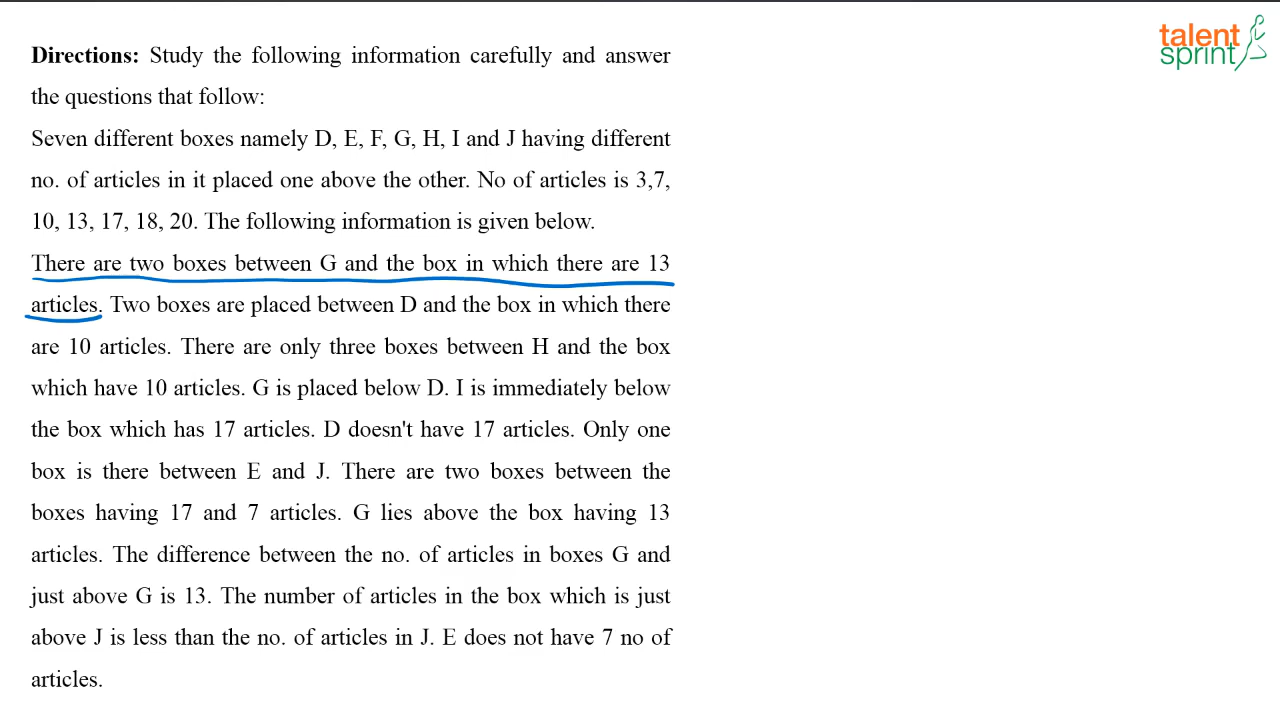 talent
sprint
Directions: Study the following information carefully and answer
the questions that follow:
Seven different boxes namely D, E, F, G, H, I and J having different
no. of articles in it placed one above the other. No of articles is 3,7,
10, 13, 17, 18, 20. The following information is given below.
There are two boxes between G and the box in which there are 13
articles. Two boxes are placed between D and the box in which there
are 10 articles. There are only three boxes between H and the box
which have 10 articles. G is placed below D. I is immediately below
the box which has 17 articles. D doesn't have 17 articles. Only one
box is there between E and J. There are two boxes between the
boxes having 17 and 7 articles. G lies above the box having 13
articles. The difference between the no. of articles in boxes G and
just above G is 13. The number of articles in the box which is just
above J is less than the no. of articles in J. E does not have 7 no of
articles.